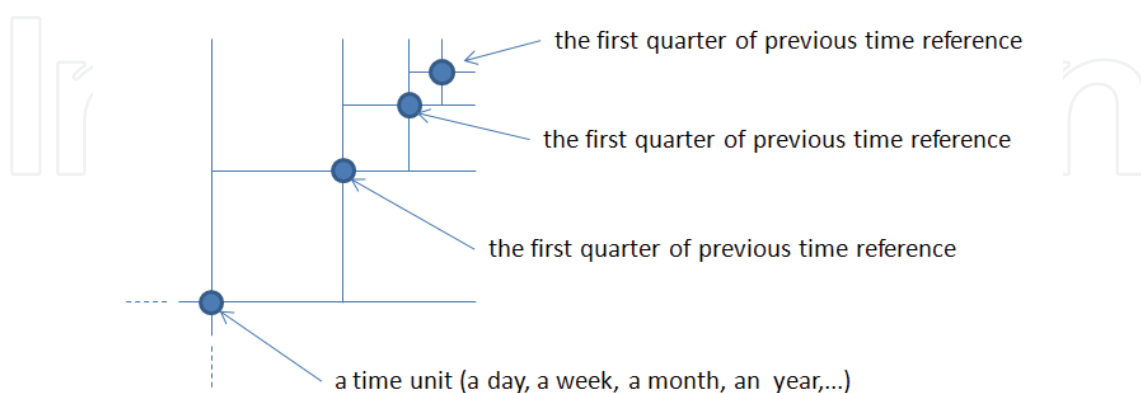 the first quarter of previous time reference
the first quarter of previous time reference
the first quarter of previous time reference
a time unit (a day, a week, a month, an year,...)